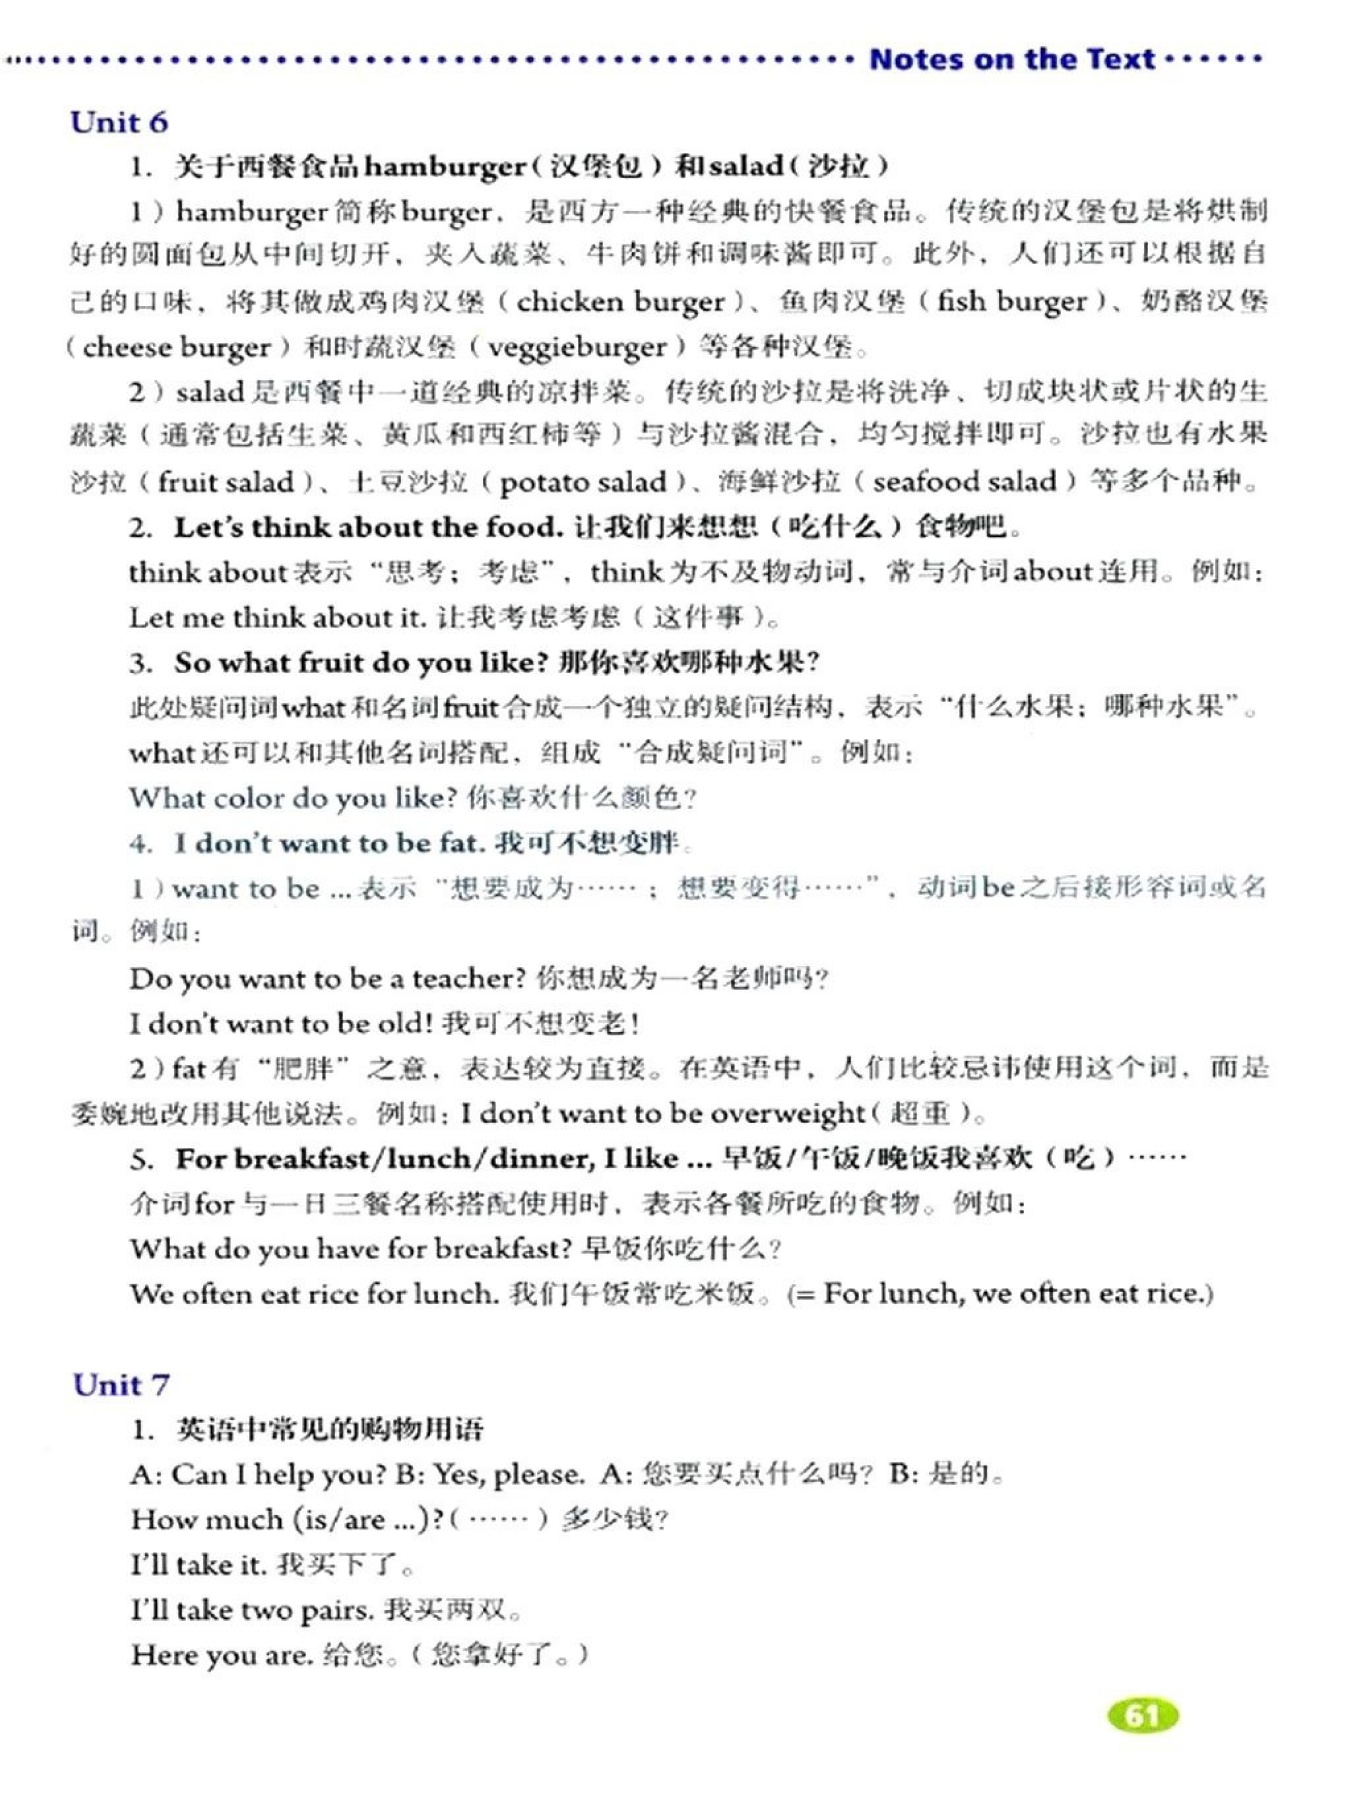 Notes on the Text
Unit 6
1. 关于西餐食品hamburger(汉堡包)和salad(沙拉)
1)hamburger简称burger，是西方一种经典的快餐食品。传统的汉堡包是将烘制
好的圆面包从中间切开，夹入蔬菜、牛肉饼和调味酱即可。此外，人们还可以根据自
己的口味，将其做成鸡肉汉堡（chicken burger）、鱼肉汉堡（fish burger）、奶酪汉堡
（cheese burger）和时蔬汉堡（veggieburger）等各种汉堡。
2)salad是西餐中一道经典的凉拌菜。传统的沙拉是将洗净、切成块状或片状的生
蔬菜（通常包括生菜、黄瓜和西红柿等）与沙拉酱混合，均匀搅拌即可。沙拉也有水果
沙拉（fruit salad）、土豆沙拉（potato salad）、海鲜沙拉（seafood salad）等多个品种。
2. Let's think about the food. 让我们来想想（吃什么）食物吧。
think about表示“思考；考虑”，think为不及物动词，常与介词about连用。例如：
Let me think about it. 让我考虑考虑（这件事）。
3. So what fruit do you like? 那你喜欢哪种水果？
此处疑问词what和名词fruit合成一个独立的疑问结构，表示“什么水果；哪种水果”。
what还可以和其他名词搭配，组成“合成疑问词”。例如：
What color do you like? 你喜欢什么颜色？
4. I don't want to be fat. 我可不想变胖。
1)want to be ...表示“想要成为……；想要变得……”，动词be之后接形容词或名
词。例如：
Do you want to be a teacher? 你想成为一名老师吗？
I don't want to be old! 我可不想变老！
2)fat有“肥胖”之意，表达较为直接。在英语中，人们比较忌讳使用这个词，而是
委婉地改用其他说法。例如：I don't want to be overweight(超重)。
5. For breakfast/lunch/dinner, I like ... 早饭/午饭/晚饭我喜欢（吃）……
介词for与一日三餐名称搭配使用时，表示各餐所吃的食物。例如：
What do you have for breakfast? 早饭你吃什么？
We often eat rice for lunch. 我们午饭常吃米饭。(= For lunch, we often eat rice.)
Unit 7
1. 英语中常见的购物用语
A: Can I help you? B: Yes, please. A: 您要买点什么吗？ B: 是的。
How much (is/are ...)?(……)多少钱？
I'll take it. 我买下了。
I'll take two pairs. 我买两双。
Here you are. 给您。（您拿好了。）
61